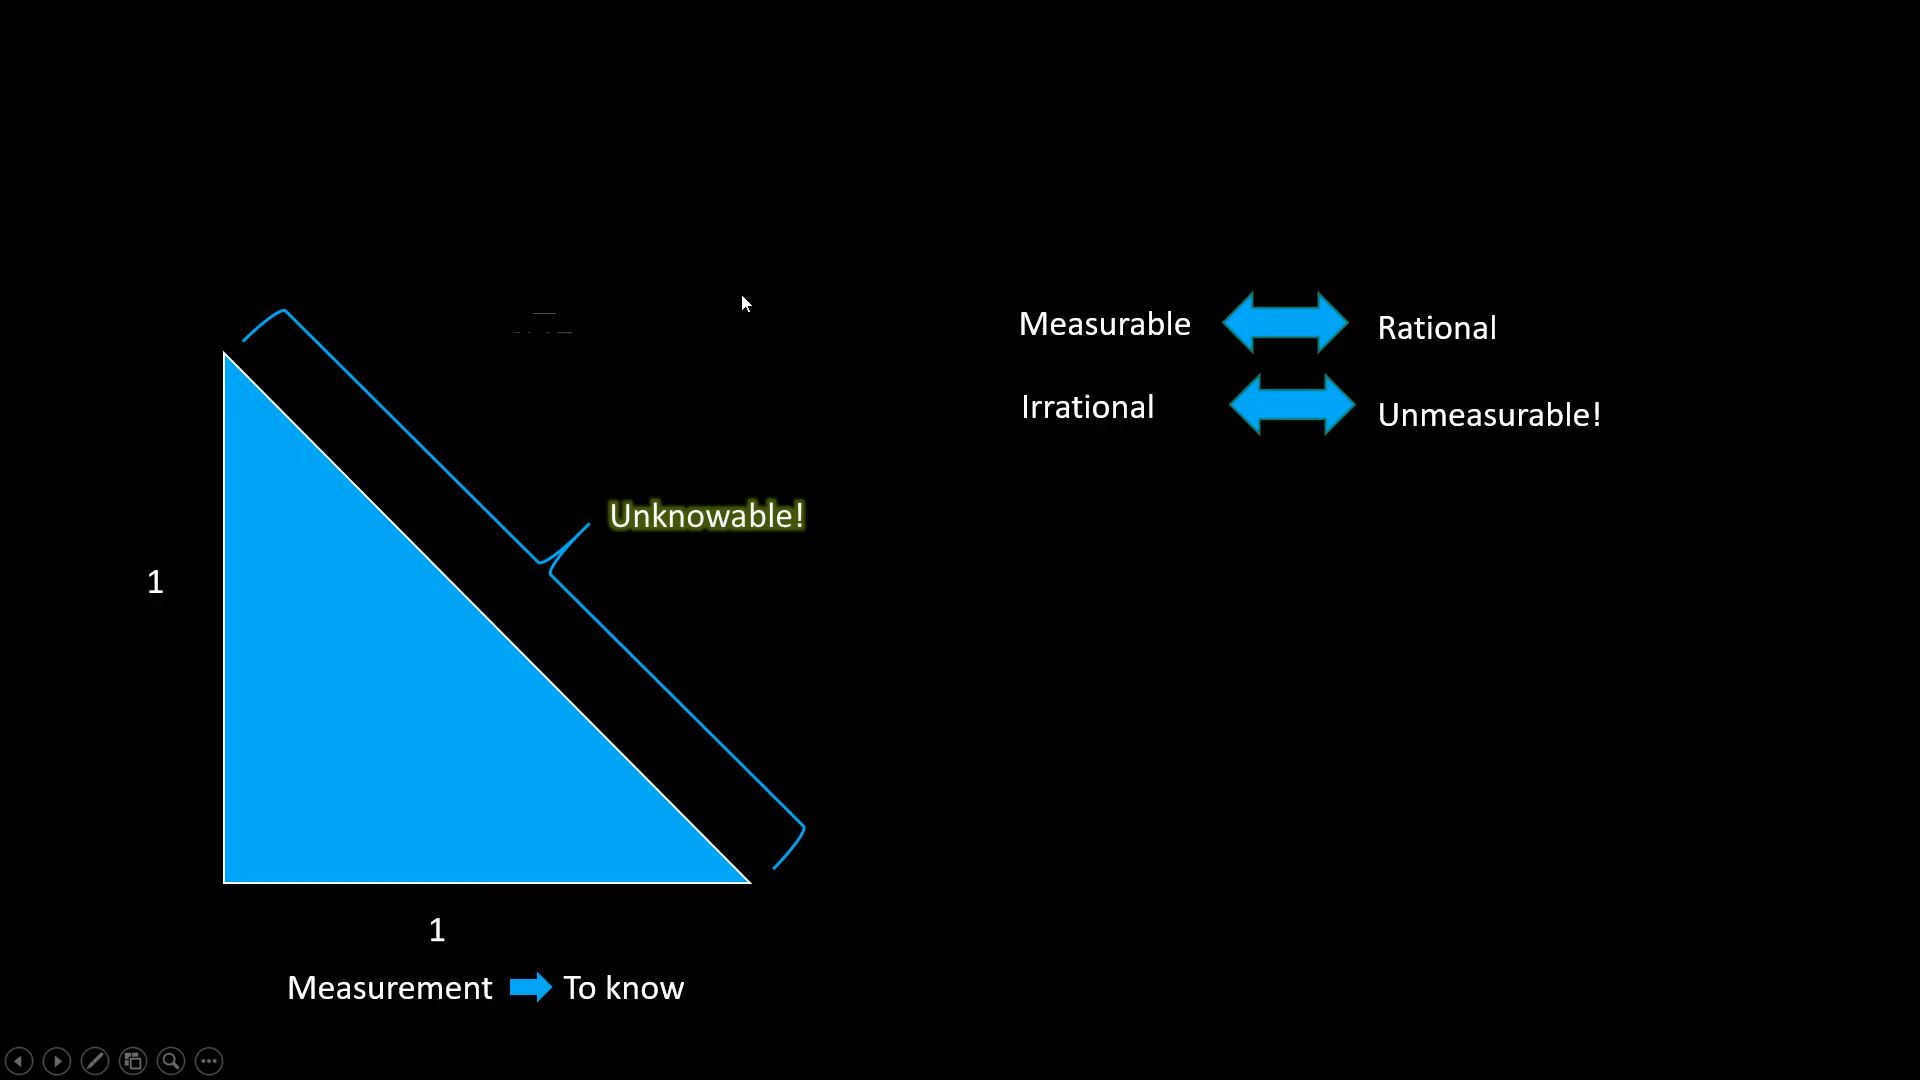 Measurable Rational
Irrational Unmeasurable!
Unknowable!
1
1
Measurement To know